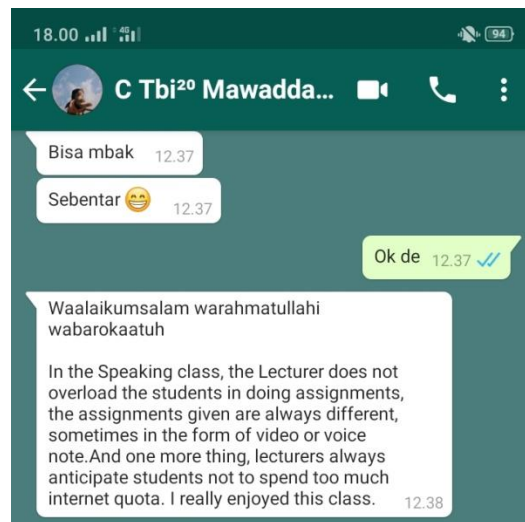 18.00 4G 94
C Tbi²⁰ Mawadda...
Bisa mbak 12.37
Sebentar 😁 12.37
Ok de 12.37
Waalaikumsalam warahmatullahi
wabarokaatuh
In the Speaking class, the Lecturer does not
overload the students in doing assignments,
the assignments given are always different,
sometimes in the form of video or voice
note.And one more thing, lecturers always
anticipate students not to spend too much
internet quota. I really enjoyed this class. 12.38